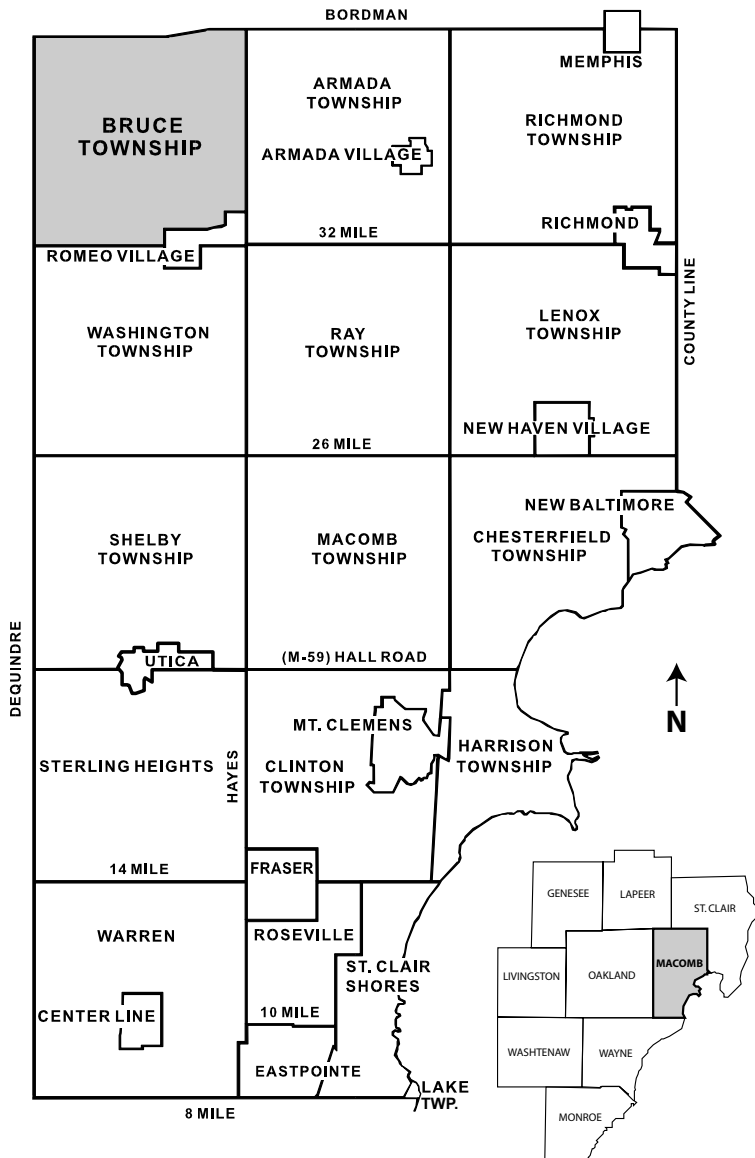 BORDMAN
MEMPHIS
ARMADA
TOWNSHIP
BRUCE
TOWNSHIP
RICHMOND
TOWNSHIP
ARMADA VILLAGE
RICHMOND
32 MILE
ROMEO VILLAGE
COUNTY LINE
WASHINGTON
TOWNSHIP
RAY
TOWNSHIP
LENOX
TOWNSHIP
NEW HAVEN VILLAGE
26 MILE
NEW BALTIMORE
SHELBY
TOWNSHIP
MACOMB
TOWNSHIP
CHESTERFIELD
TOWNSHIP
DEQUINDRE
UTICA
(M-59) HALL ROAD
N
MT. CLEMENS
STERLING HEIGHTS
HAYES
CLINTON
TOWNSHIP
HARRISON
TOWNSHIP
14 MILE
FRASER
WARREN
ROSEVILLE
ST. CLAIR
SHORES
CENTER LINE
10 MILE
EASTPOINTE
LAKE
TWP.
8 MILE
GENESEE
LAPEER
ST. CLAIR
LIVINGSTON
OAKLAND
MACOMB
WASHTENAW
WAYNE
MONROE